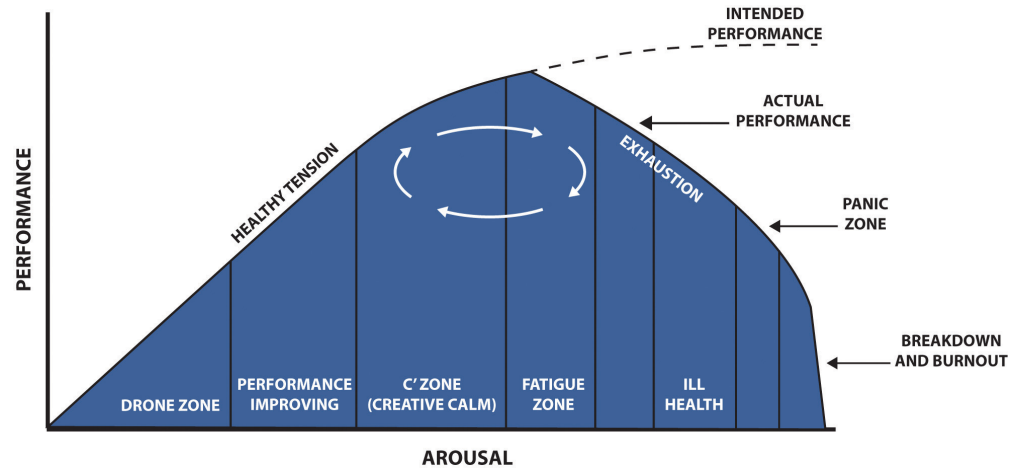 INTENDED
PERFORMANCE
ACTUAL
PERFORMANCE
EXHAUSTION
HEALTHY TENSION
PERFORMANCE
PANIC
ZONE
BREAKDOWN
AND BURNOUT
DRONE ZONE
PERFORMANCE
IMPROVING
C’ ZONE
(CREATIVE CALM)
FATIGUE
ZONE
ILL
HEALTH
AROUSAL